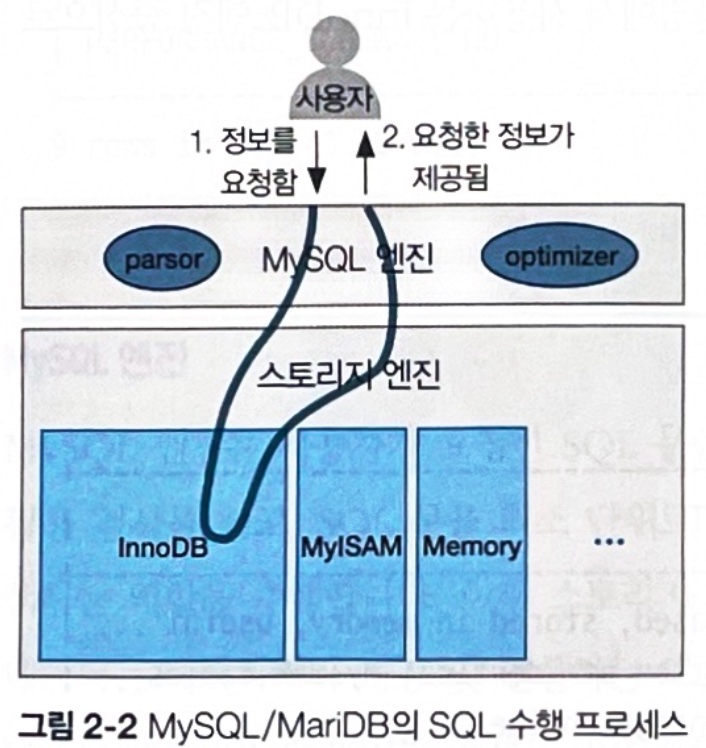 사용자
1. 정보를
요청함
2. 요청한 정보가
제공됨
parsor
MySQL 엔진
optimizer
스토리지 엔진
InnoDB
MyISAM
Memory
...
그림 2-2 MySQL/MariDB의 SQL 수행 프로세스